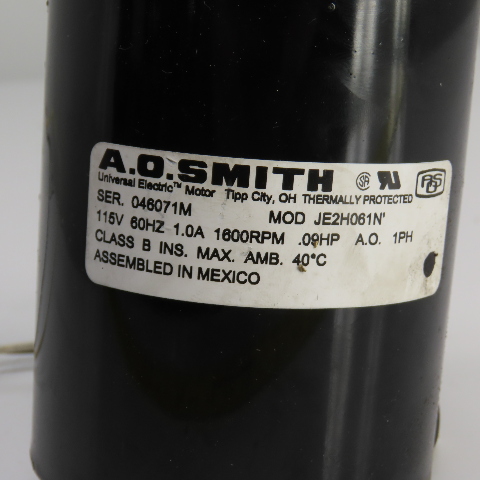 A.O.SMITH
Universal Electric™ Motor Tipp City, OH THERMALLY PROTECTED
SER. 046071M MOD JE2H061N'
115V 60HZ 1.0A 1600RPM .09HP A.O. 1PH
CLASS B INS. MAX. AMB. 40°C
ASSEMBLED IN MEXICO